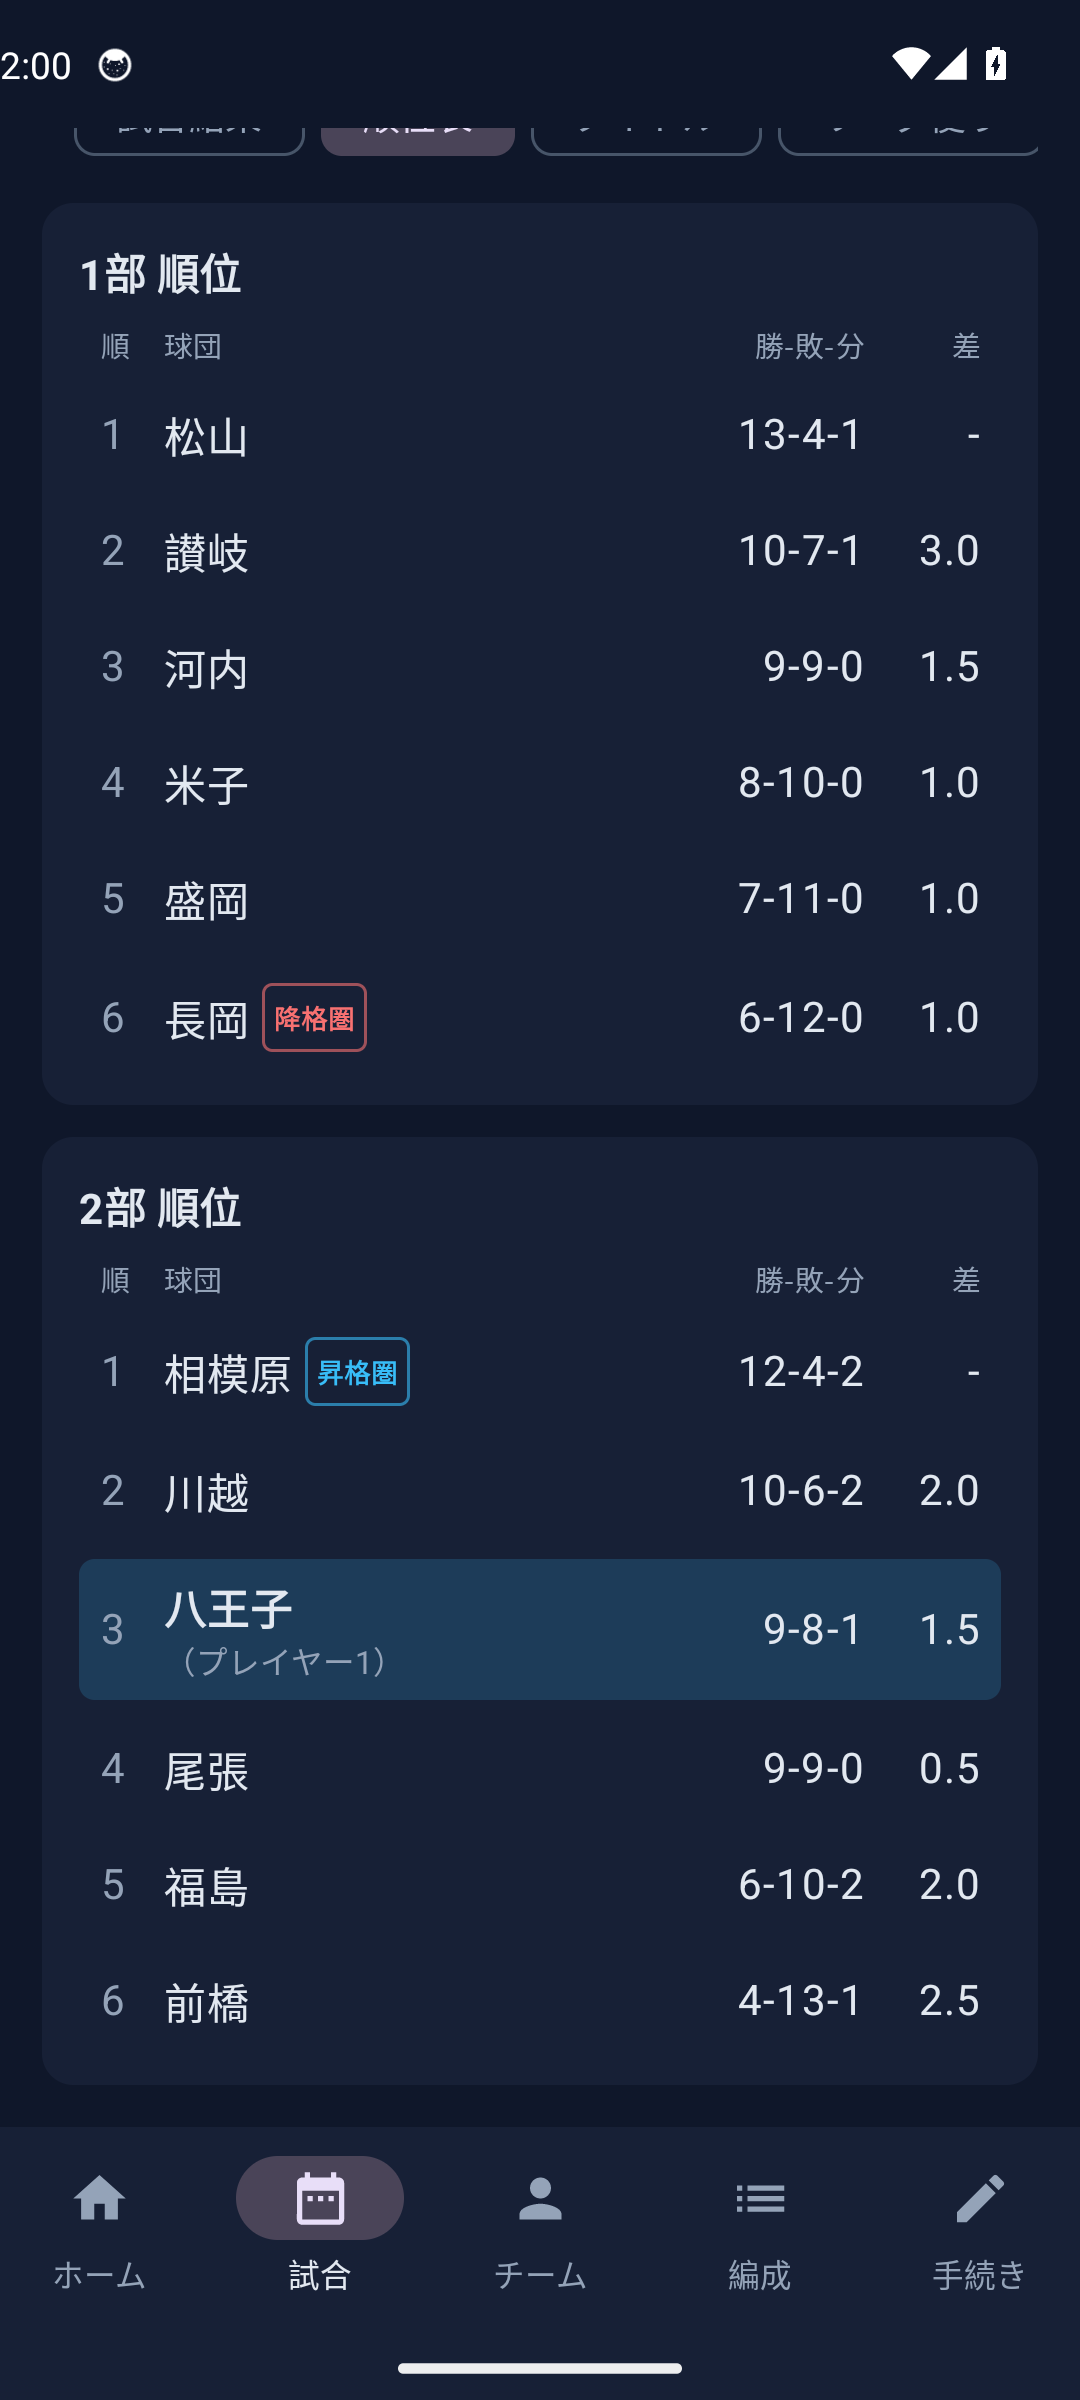 2:00
1部 順位
順 球団 勝-敗-分 差
1 松山 13-4-1 -
2 讃岐 10-7-1 3.0
3 河内 9-9-0 1.5
4 米子 8-10-0 1.0
5 盛岡 7-11-0 1.0
6 長岡 降格圏 6-12-0 1.0
2部 順位
順 球団 勝-敗-分 差
1 相模原 昇格圏 12-4-2 -
2 川越 10-6-2 2.0
3 八王子 9-8-1 1.5
（プレイヤー1）
4 尾張 9-9-0 0.5
5 福島 6-10-2 2.0
6 前橋 4-13-1 2.5
ホーム 試合 チーム 編成 手続き